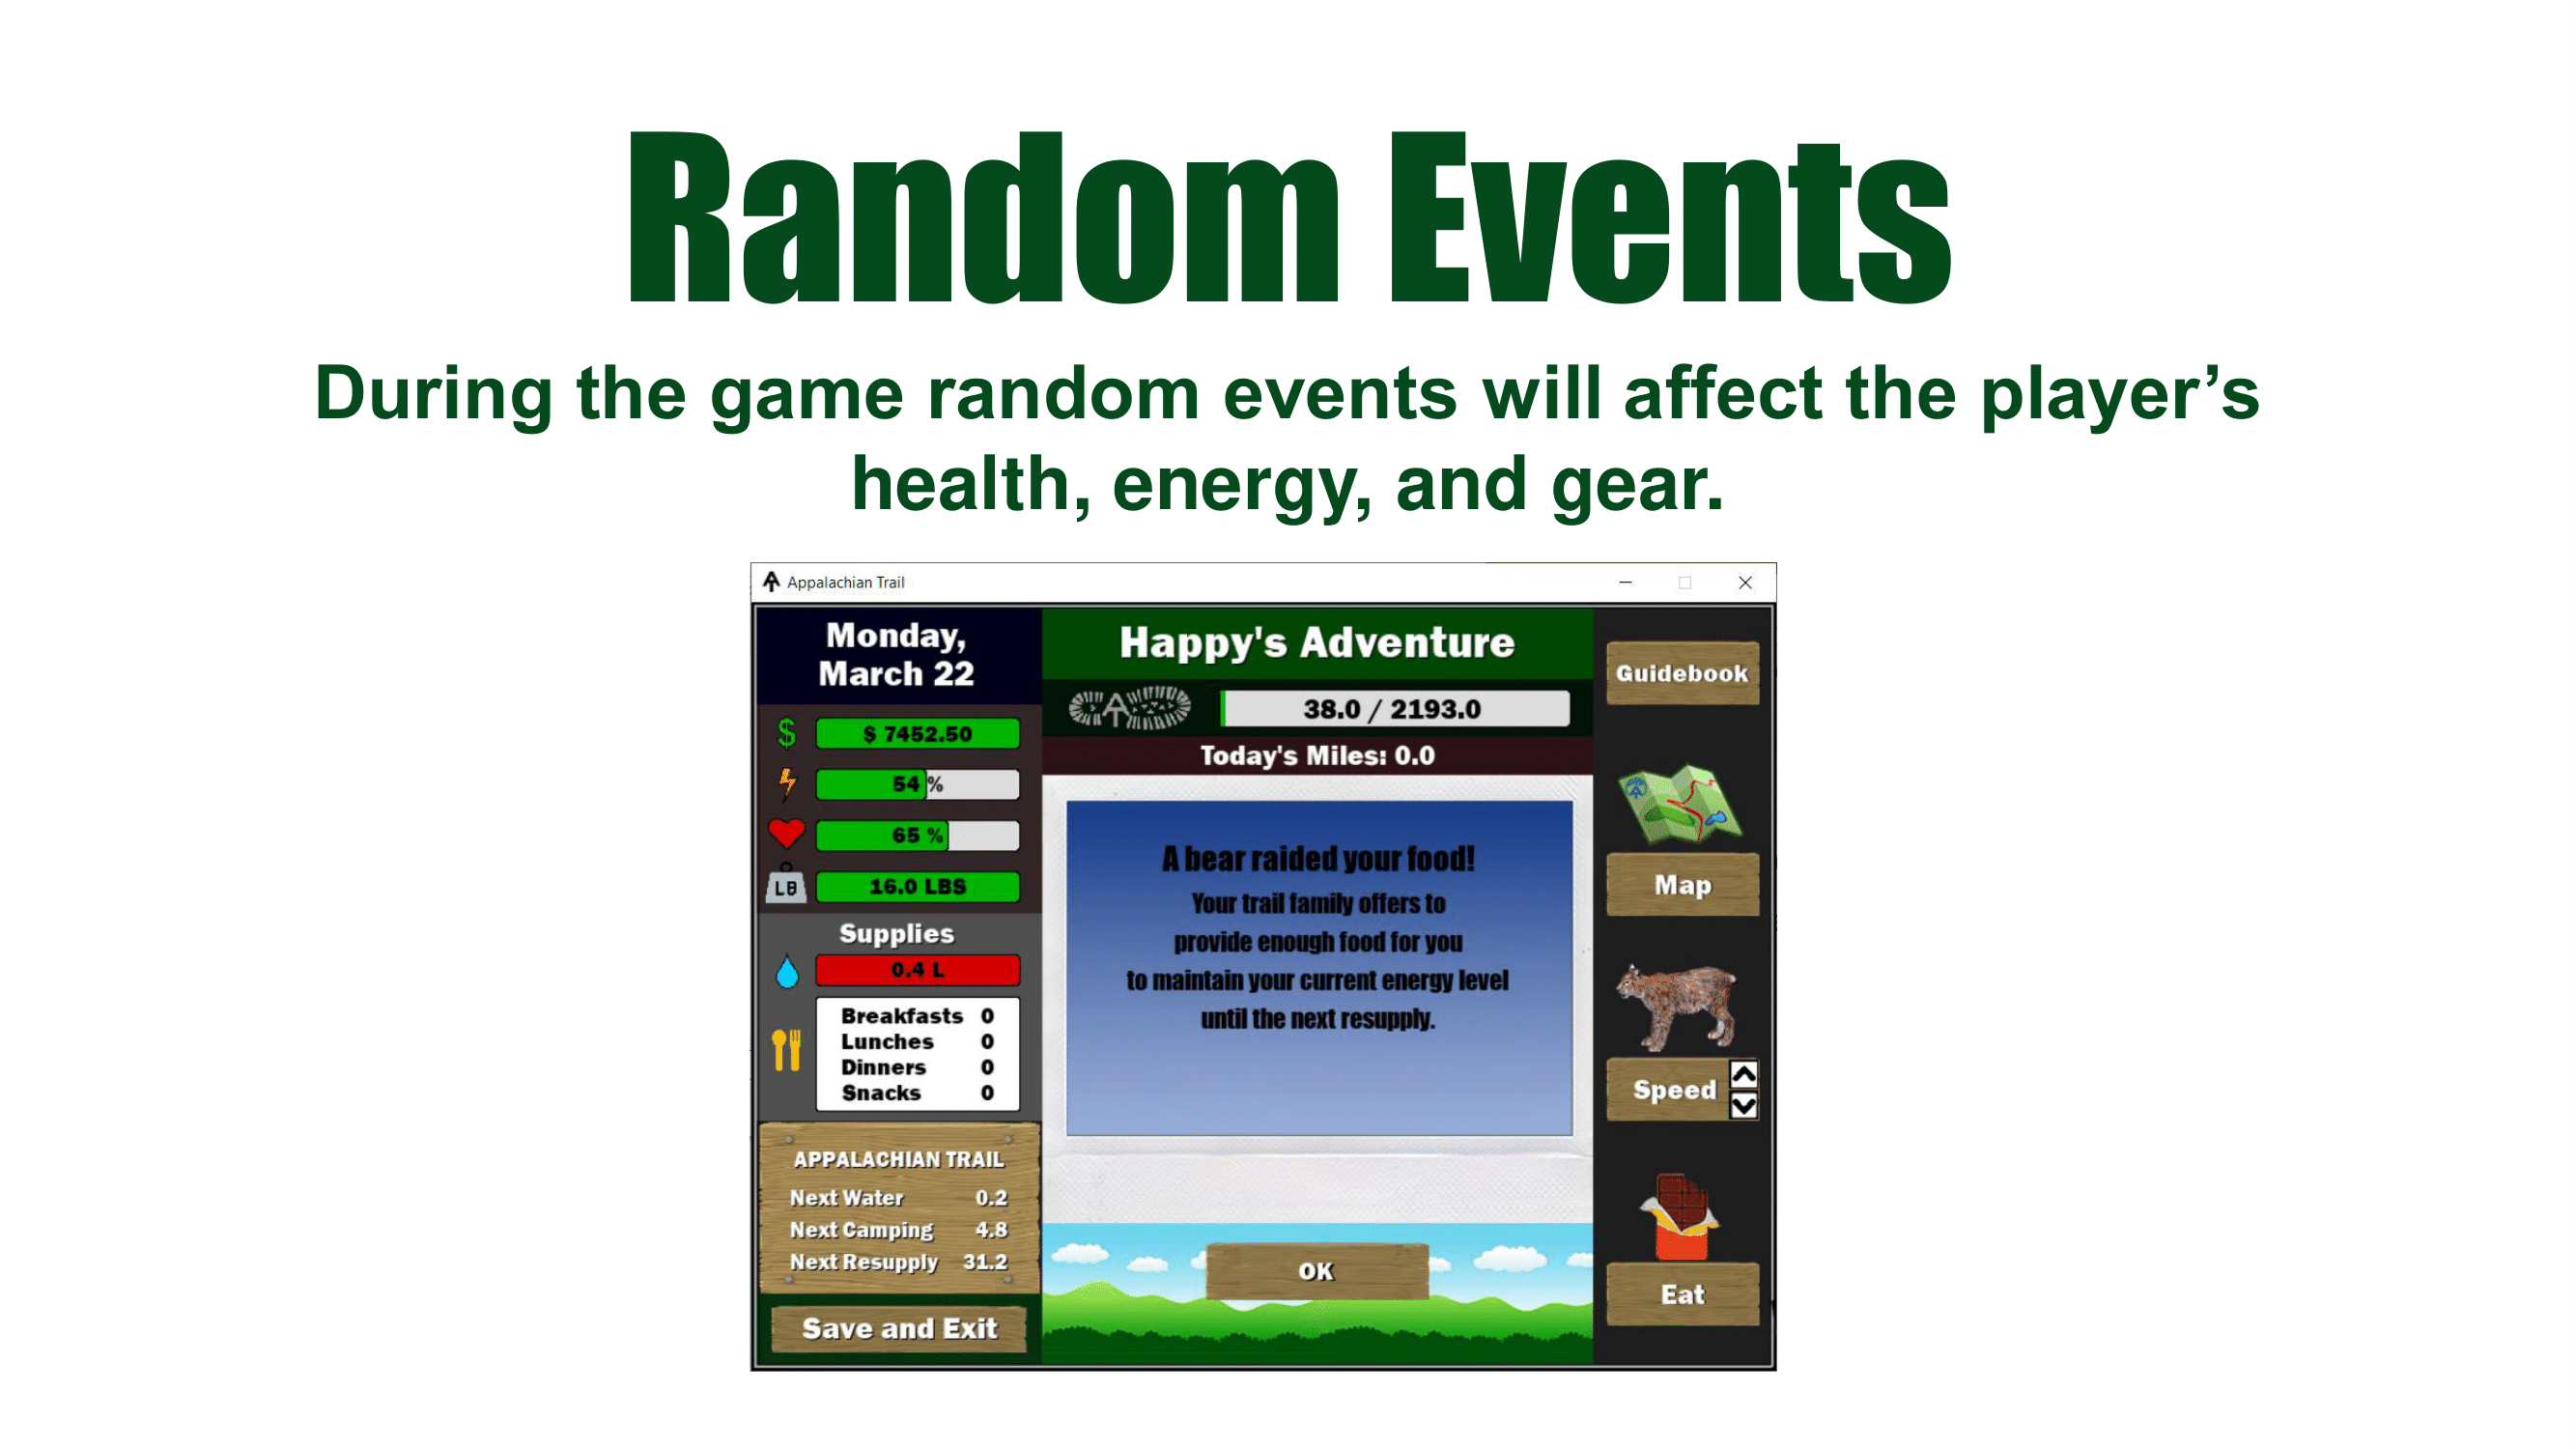 Random Events
During the game random events will affect the player’s
health, energy, and gear.
Appalachian Trail
Monday,
March 22
$ 7452.50
54 %
65 %
LB
16.0 LBS
Supplies
0.4 L
Breakfasts 0
Lunches 0
Dinners 0
Snacks 0
APPALACHIAN TRAIL
Next Water 0.2
Next Camping 4.8
Next Resupply 31.2
Save and Exit
Happy's Adventure
38.0 / 2193.0
Today's Miles: 0.0
A bear raided your food!
Your trail family offers to
provide enough food for you
to maintain your current energy level
until the next resupply.
OK
Guidebook
Map
Speed
Eat